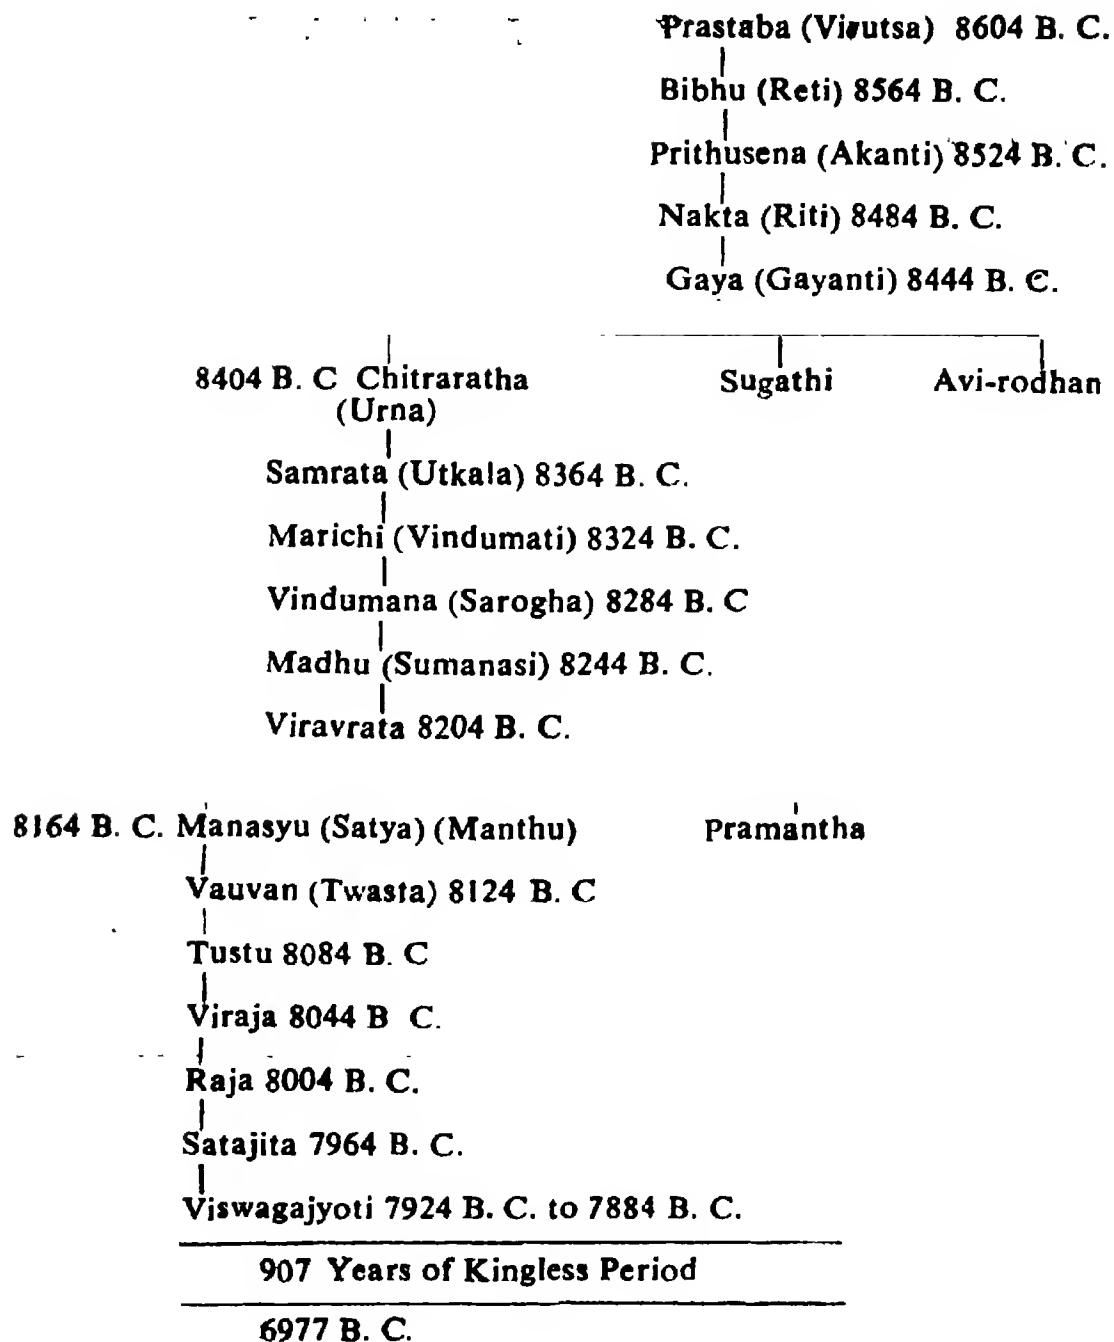 Prastaba (Virutsa) 8604 B. C.
Bibhu (Reti) 8564 B. C.
Prithusena (Akanti) 8524 B. C.
Nakta (Riti) 8484 B. C.
Gaya (Gayanti) 8444 B. C.
8404 B. C Chitraratha Sugathi Avi-rodhan
(Urna)
Samrata (Utkala) 8364 B. C.
Marichi (Vindumati) 8324 B. C.
Vindumana (Sarogha) 8284 B. C
Madhu (Sumanasi) 8244 B. C.
Viravrata 8204 B. C.
8164 B. C. Manasyu (Satya) (Manthu) Pramantha
Vauvan (Twasta) 8124 B. C
Tustu 8084 B. C
Viraja 8044 B C.
Raja 8004 B. C.
Satajita 7964 B. C.
Viswagajyoti 7924 B. C. to 7884 B. C.
907 Years of Kingless Period
6977 B. C.